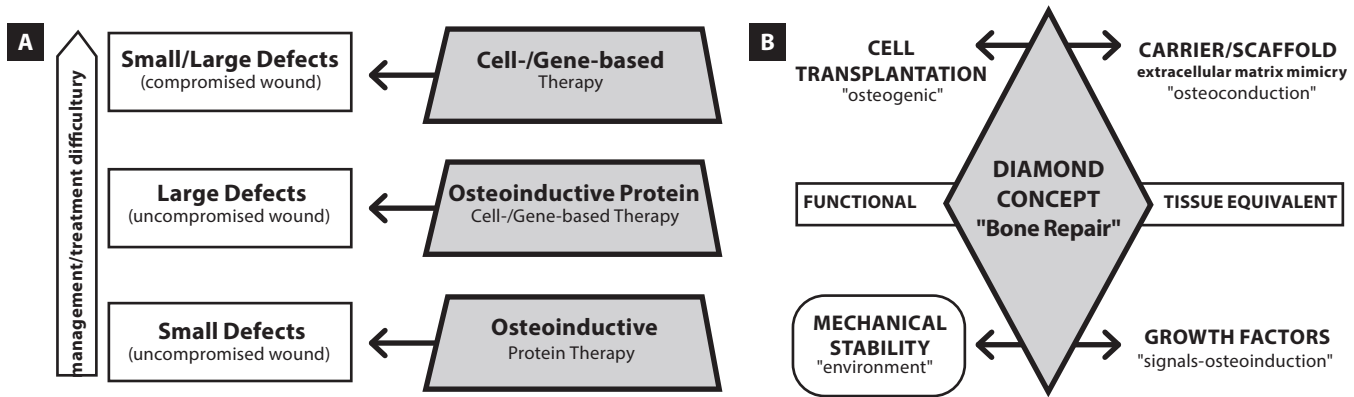 A
management/treatment difficultury
Small/Large Defects
(compromised wound)
Cell-/Gene-based
Therapy
Large Defects
(uncompromised wound)
Osteoinductive Protein
Cell-/Gene-based Therapy
Small Defects
(uncompromised wound)
Osteoinductive
Protein Therapy
B
CELL
TRANSPLANTATION
"osteogenic"
CARRIER/SCAFFOLD
extracellular matrix mimicry
"osteoconduction"
FUNCTIONAL
DIAMOND
CONCEPT
"Bone Repair"
TISSUE EQUIVALENT
MECHANICAL
STABILITY
"environment"
GROWTH FACTORS
"signals-osteoinduction"